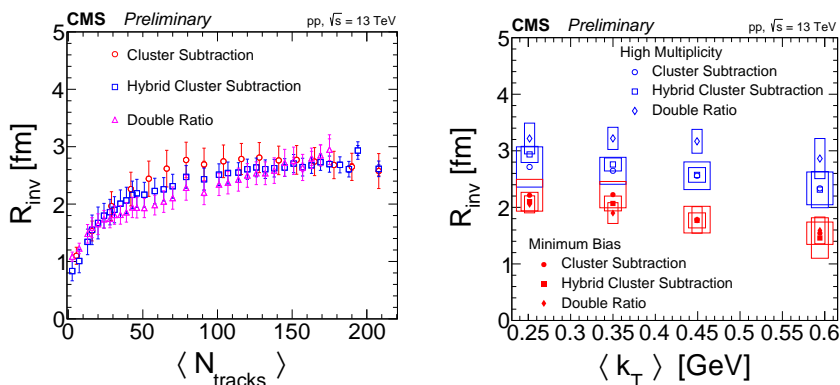 CMS Preliminary pp, √s = 13 TeV
Cluster Subtraction
Hybrid Cluster Subtraction
Double Ratio
R_inv [fm]
5
4
3
2
1
0
0 50 100 150 200
⟨ N_tracks ⟩
CMS Preliminary pp, √s = 13 TeV
High Multiplicity
Cluster Subtraction
Hybrid Cluster Subtraction
Double Ratio
R_inv [fm]
5
4
3
2
1
0
Minimum Bias
Cluster Subtraction
Hybrid Cluster Subtraction
Double Ratio
0.25 0.3 0.35 0.4 0.45 0.5 0.55 0.6
⟨ k_T ⟩ [GeV]